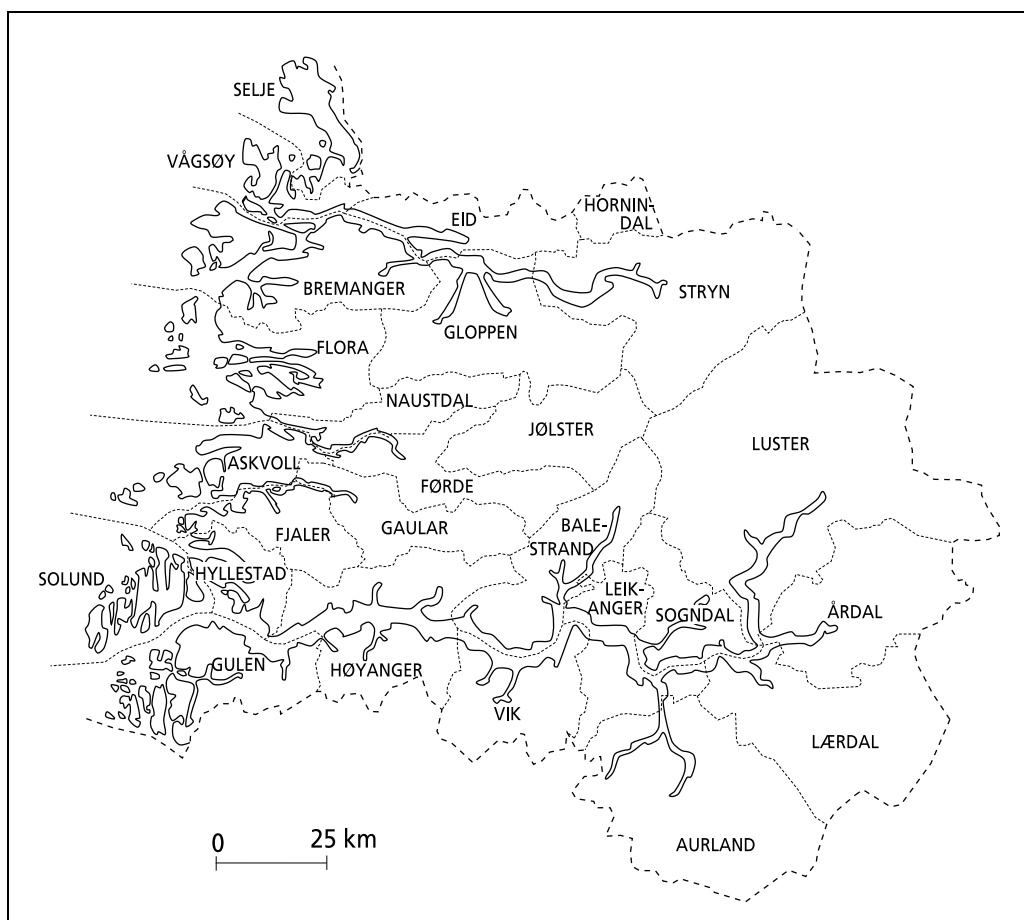 SELJE
VÅGSØY
EID
HORNIN-
DAL
BREMANGER
STRYN
GLOPPEN
FLORA
NAUSTDAL
JØLSTER
LUSTER
ASKVOLL
FØRDE
FJALER
GAULAR
BALE-
STRAND
SOLUND
HYLLESTAD
LEIK-
ANGER
SOGNDAL
ÅRDAL
GULEN
HØYANGER
VIK
LÆRDAL
AURLAND
0 25 km